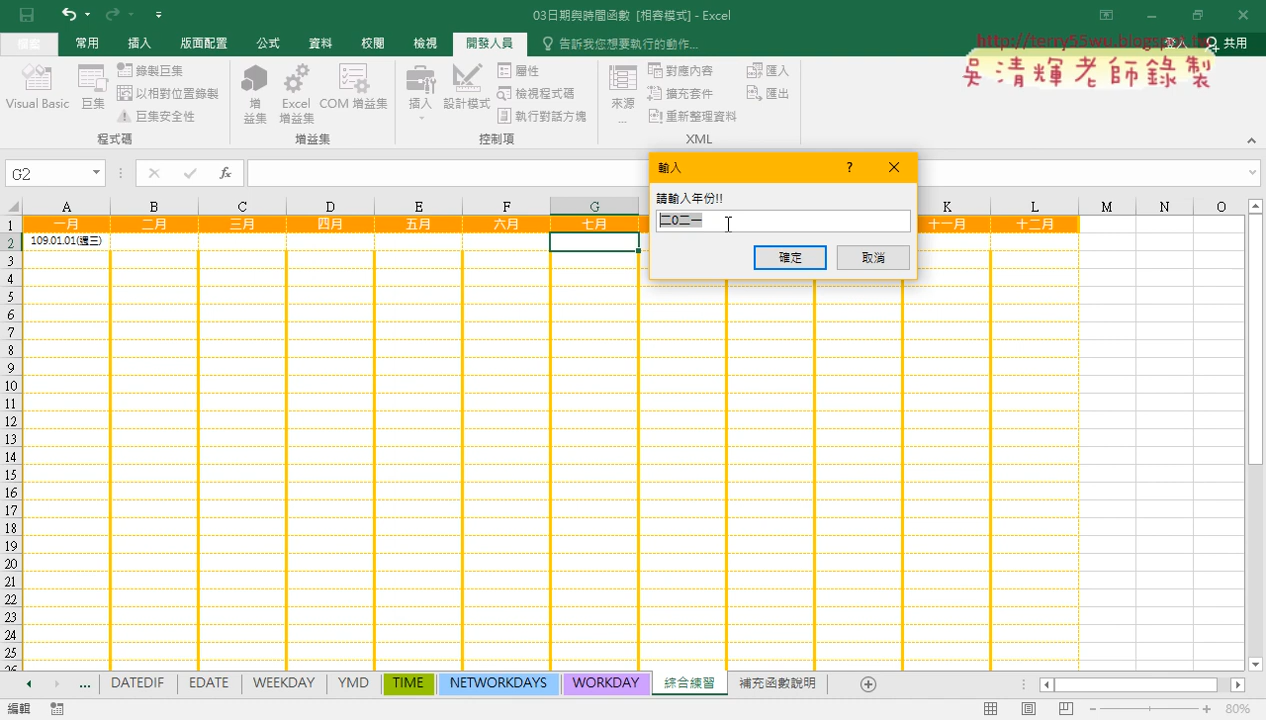 03日期與時間函數 [相容模式] - Excel
http://terry55wu.blogspot.tw
檔案 常用 插入 版面配置 公式 資料 校閱 檢視 開發人員 告訴我您想要執行的動作... 登入 共用
吳清輝老師錄製
Visual Basic 巨集 錄製巨集 以相對位置錄製 巨集安全性 程式碼
增益集 Excel 增益集 COM 增益集 增益集
插入 設計模式 屬性 檢視程式碼 執行對話方塊 控制項
來源... 對應內容 擴充套件 重新整理資料 匯入 匯出 XML
G2 fx
輸入 ?
請輸入年份!!
二0二一
確定 取消
A B C D E F G K L M N O
1 一月 二月 三月 四月 五月 六月 七月 十一月 十二月
2 109.01.01(週三)
3
4
5
6
7
8
9
10
11
12
13
14
15
16
17
18
19
20
21
22
23
24
25
... DATEDIF EDATE WEEKDAY YMD TIME NETWORKDAYS WORKDAY 綜合練習 補充函數說明
編輯 80%